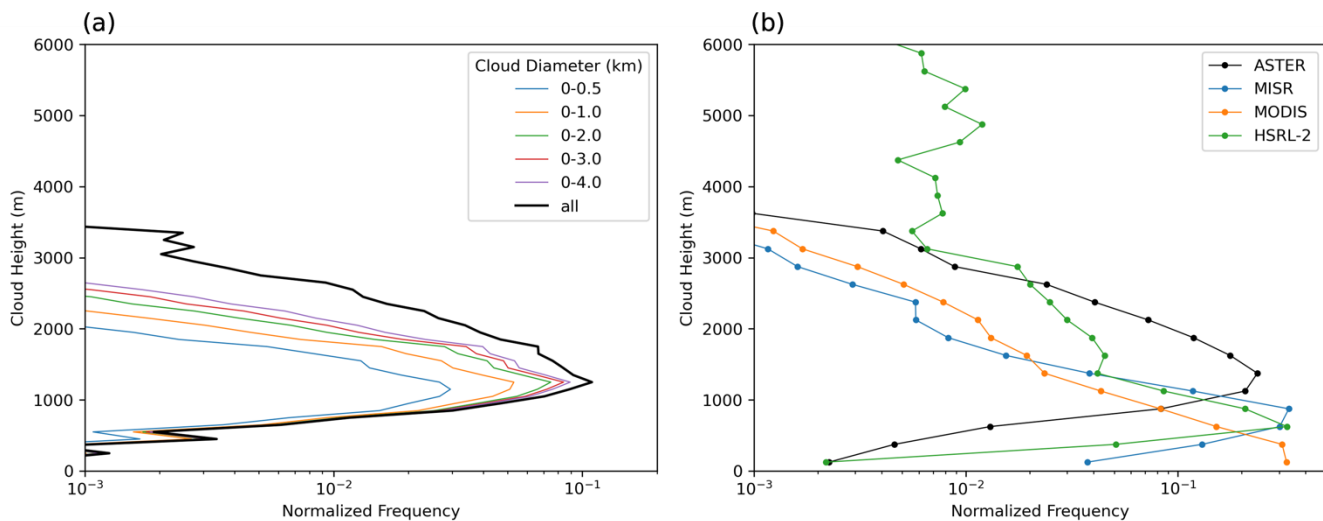 (a)
6000
5000
4000
3000
2000
1000
0
Cloud Height (m)
10⁻³
10⁻²
10⁻¹
Normalized Frequency
Cloud Diameter (km)
0-0.5
0-1.0
0-2.0
0-3.0
0-4.0
all
(b)
6000
5000
4000
3000
2000
1000
0
Cloud Height (m)
10⁻³
10⁻²
10⁻¹
Normalized Frequency
ASTER
MISR
MODIS
HSRL-2